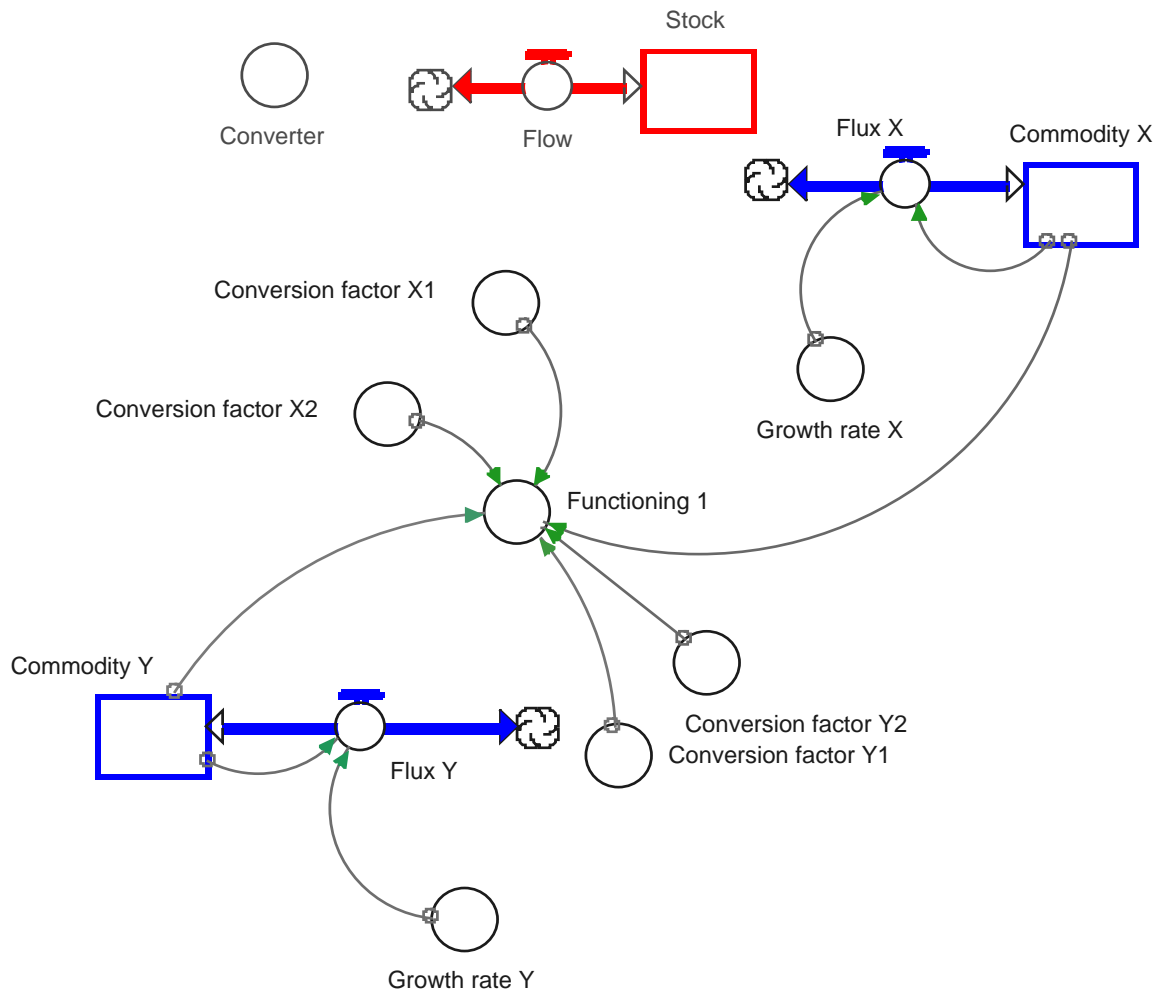 Stock
Converter
Flow
Flux X
Commodity X
Conversion factor X1
Conversion factor X2
Growth rate X
Functioning 1
Commodity Y
Conversion factor Y2
Conversion factor Y1
Flux Y
Growth rate Y